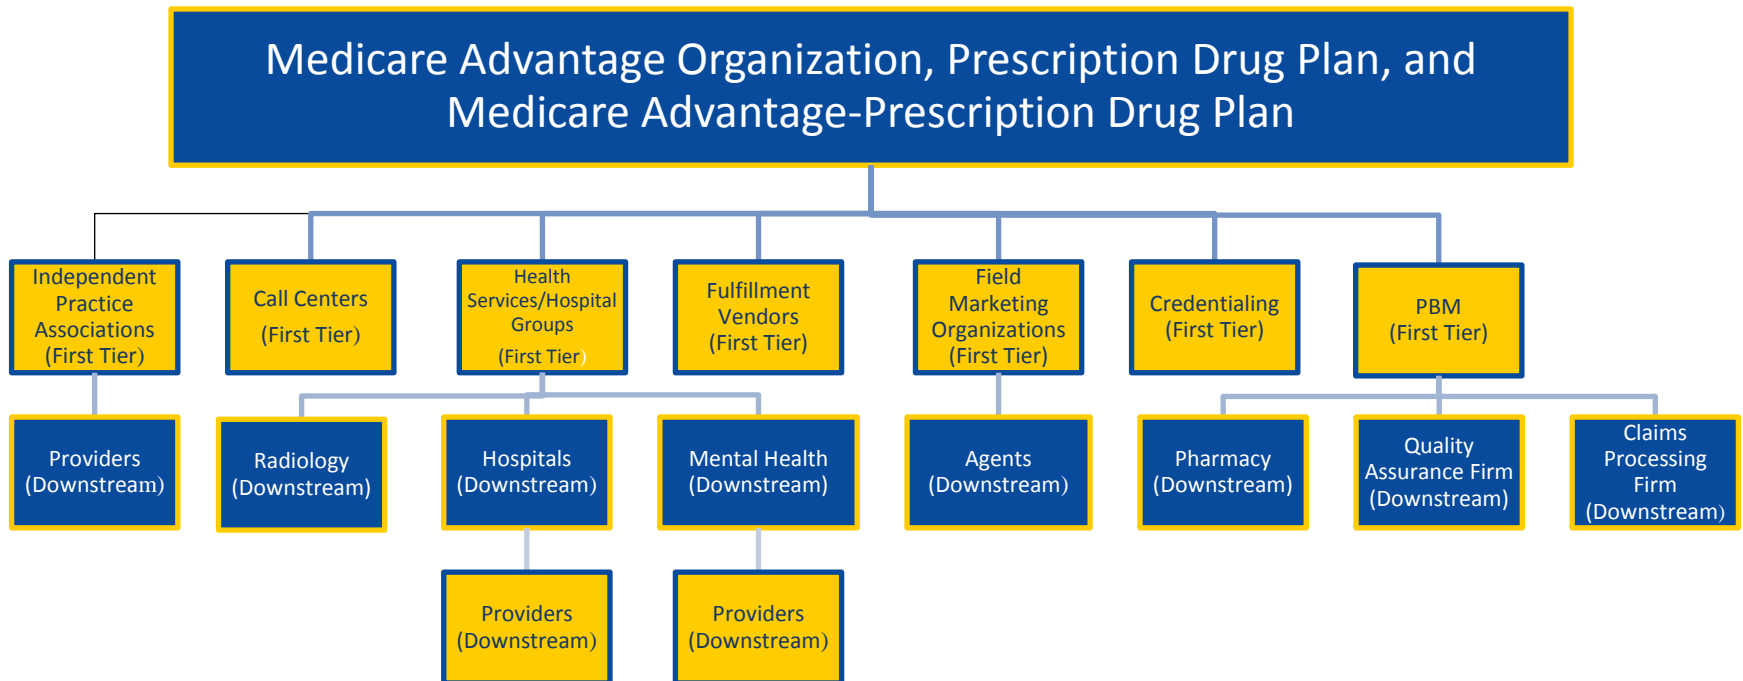 Medicare Advantage Organization, Prescription Drug Plan, and
Medicare Advantage-Prescription Drug Plan
Independent
Practice
Associations
(First Tier)
Call Centers
(First Tier)
Health
Services/Hospital
Groups
(First Tier)
Fulfillment
Vendors
(First Tier)
Field
Marketing
Organizations
(First Tier)
Credentialing
(First Tier)
PBM
(First Tier)
Providers
(Downstream)
Radiology
(Downstream)
Hospitals
(Downstream)
Mental Health
(Downstream)
Agents
(Downstream)
Pharmacy
(Downstream)
Quality
Assurance Firm
(Downstream)
Claims
Processing
Firm
(Downstream)
Providers
(Downstream)
Providers
(Downstream)